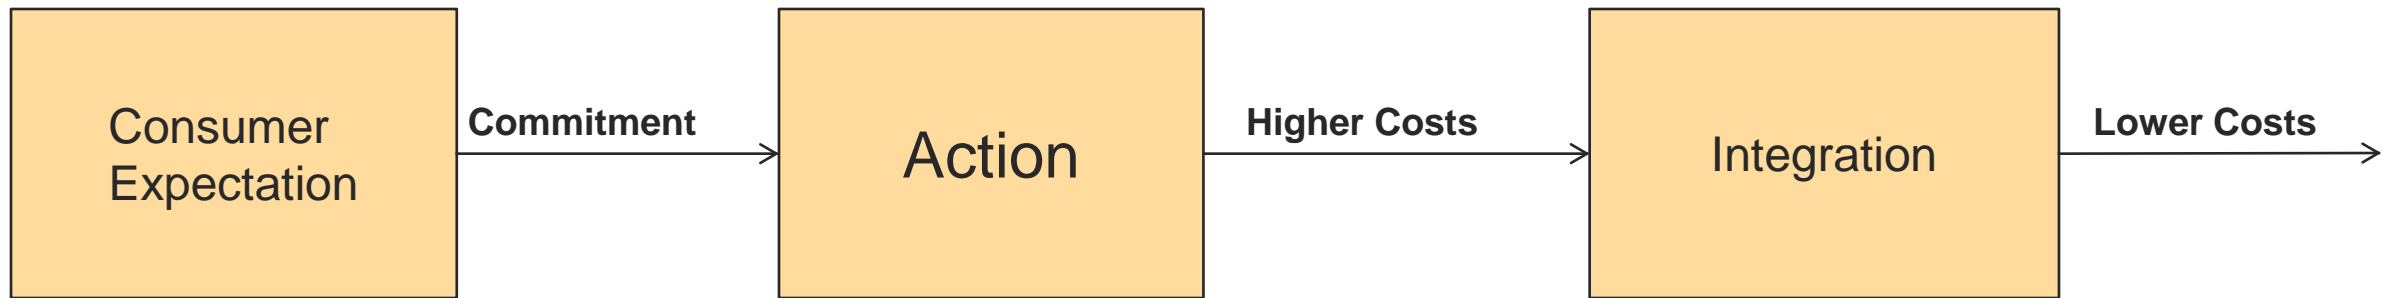 Consumer
Expectation
Commitment
Action
Higher Costs
Integration
Lower Costs